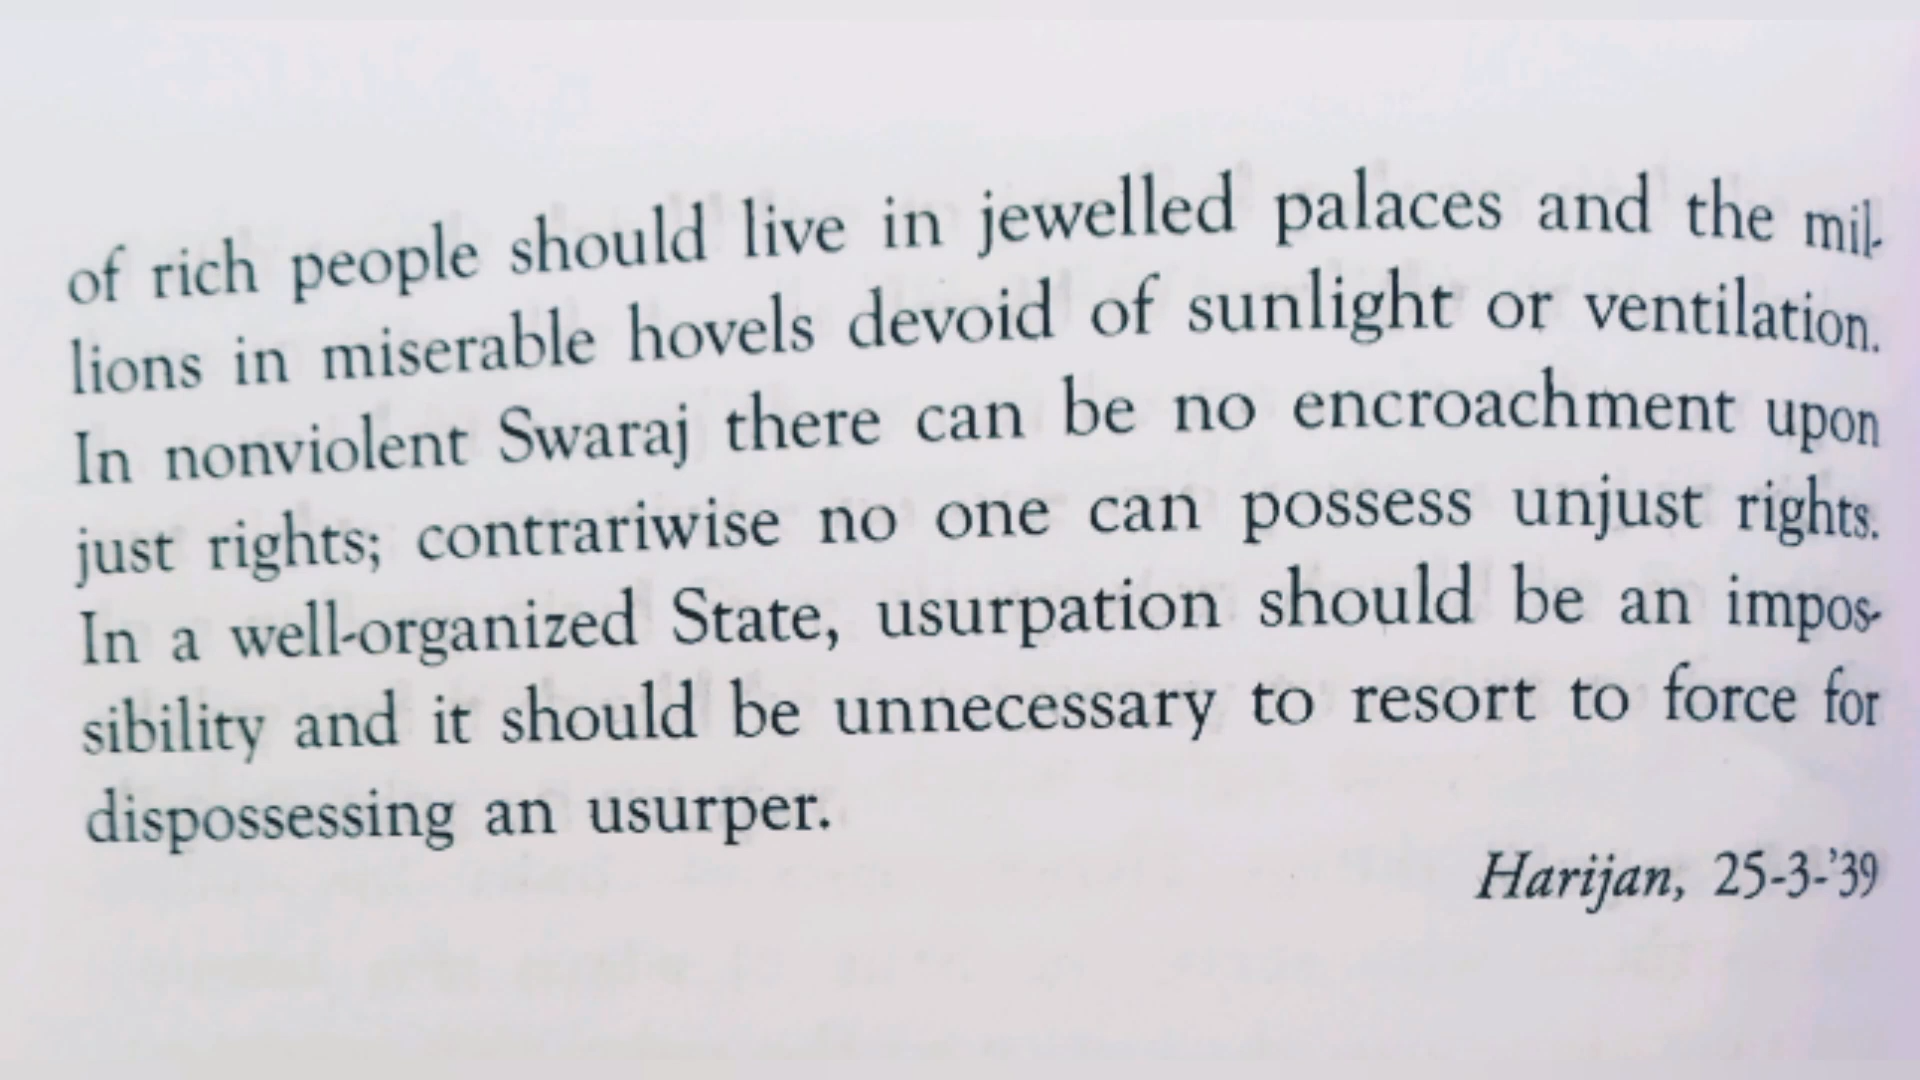 of rich people should live in jewelled palaces and the mil-
lions in miserable hovels devoid of sunlight or ventilation.
In nonviolent Swaraj there can be no encroachment upon
just rights; contrariwise no one can possess unjust rights.
In a well-organized State, usurpation should be an impos-
sibility and it should be unnecessary to resort to force for
dispossessing an usurper.
Harijan, 25-3-’39